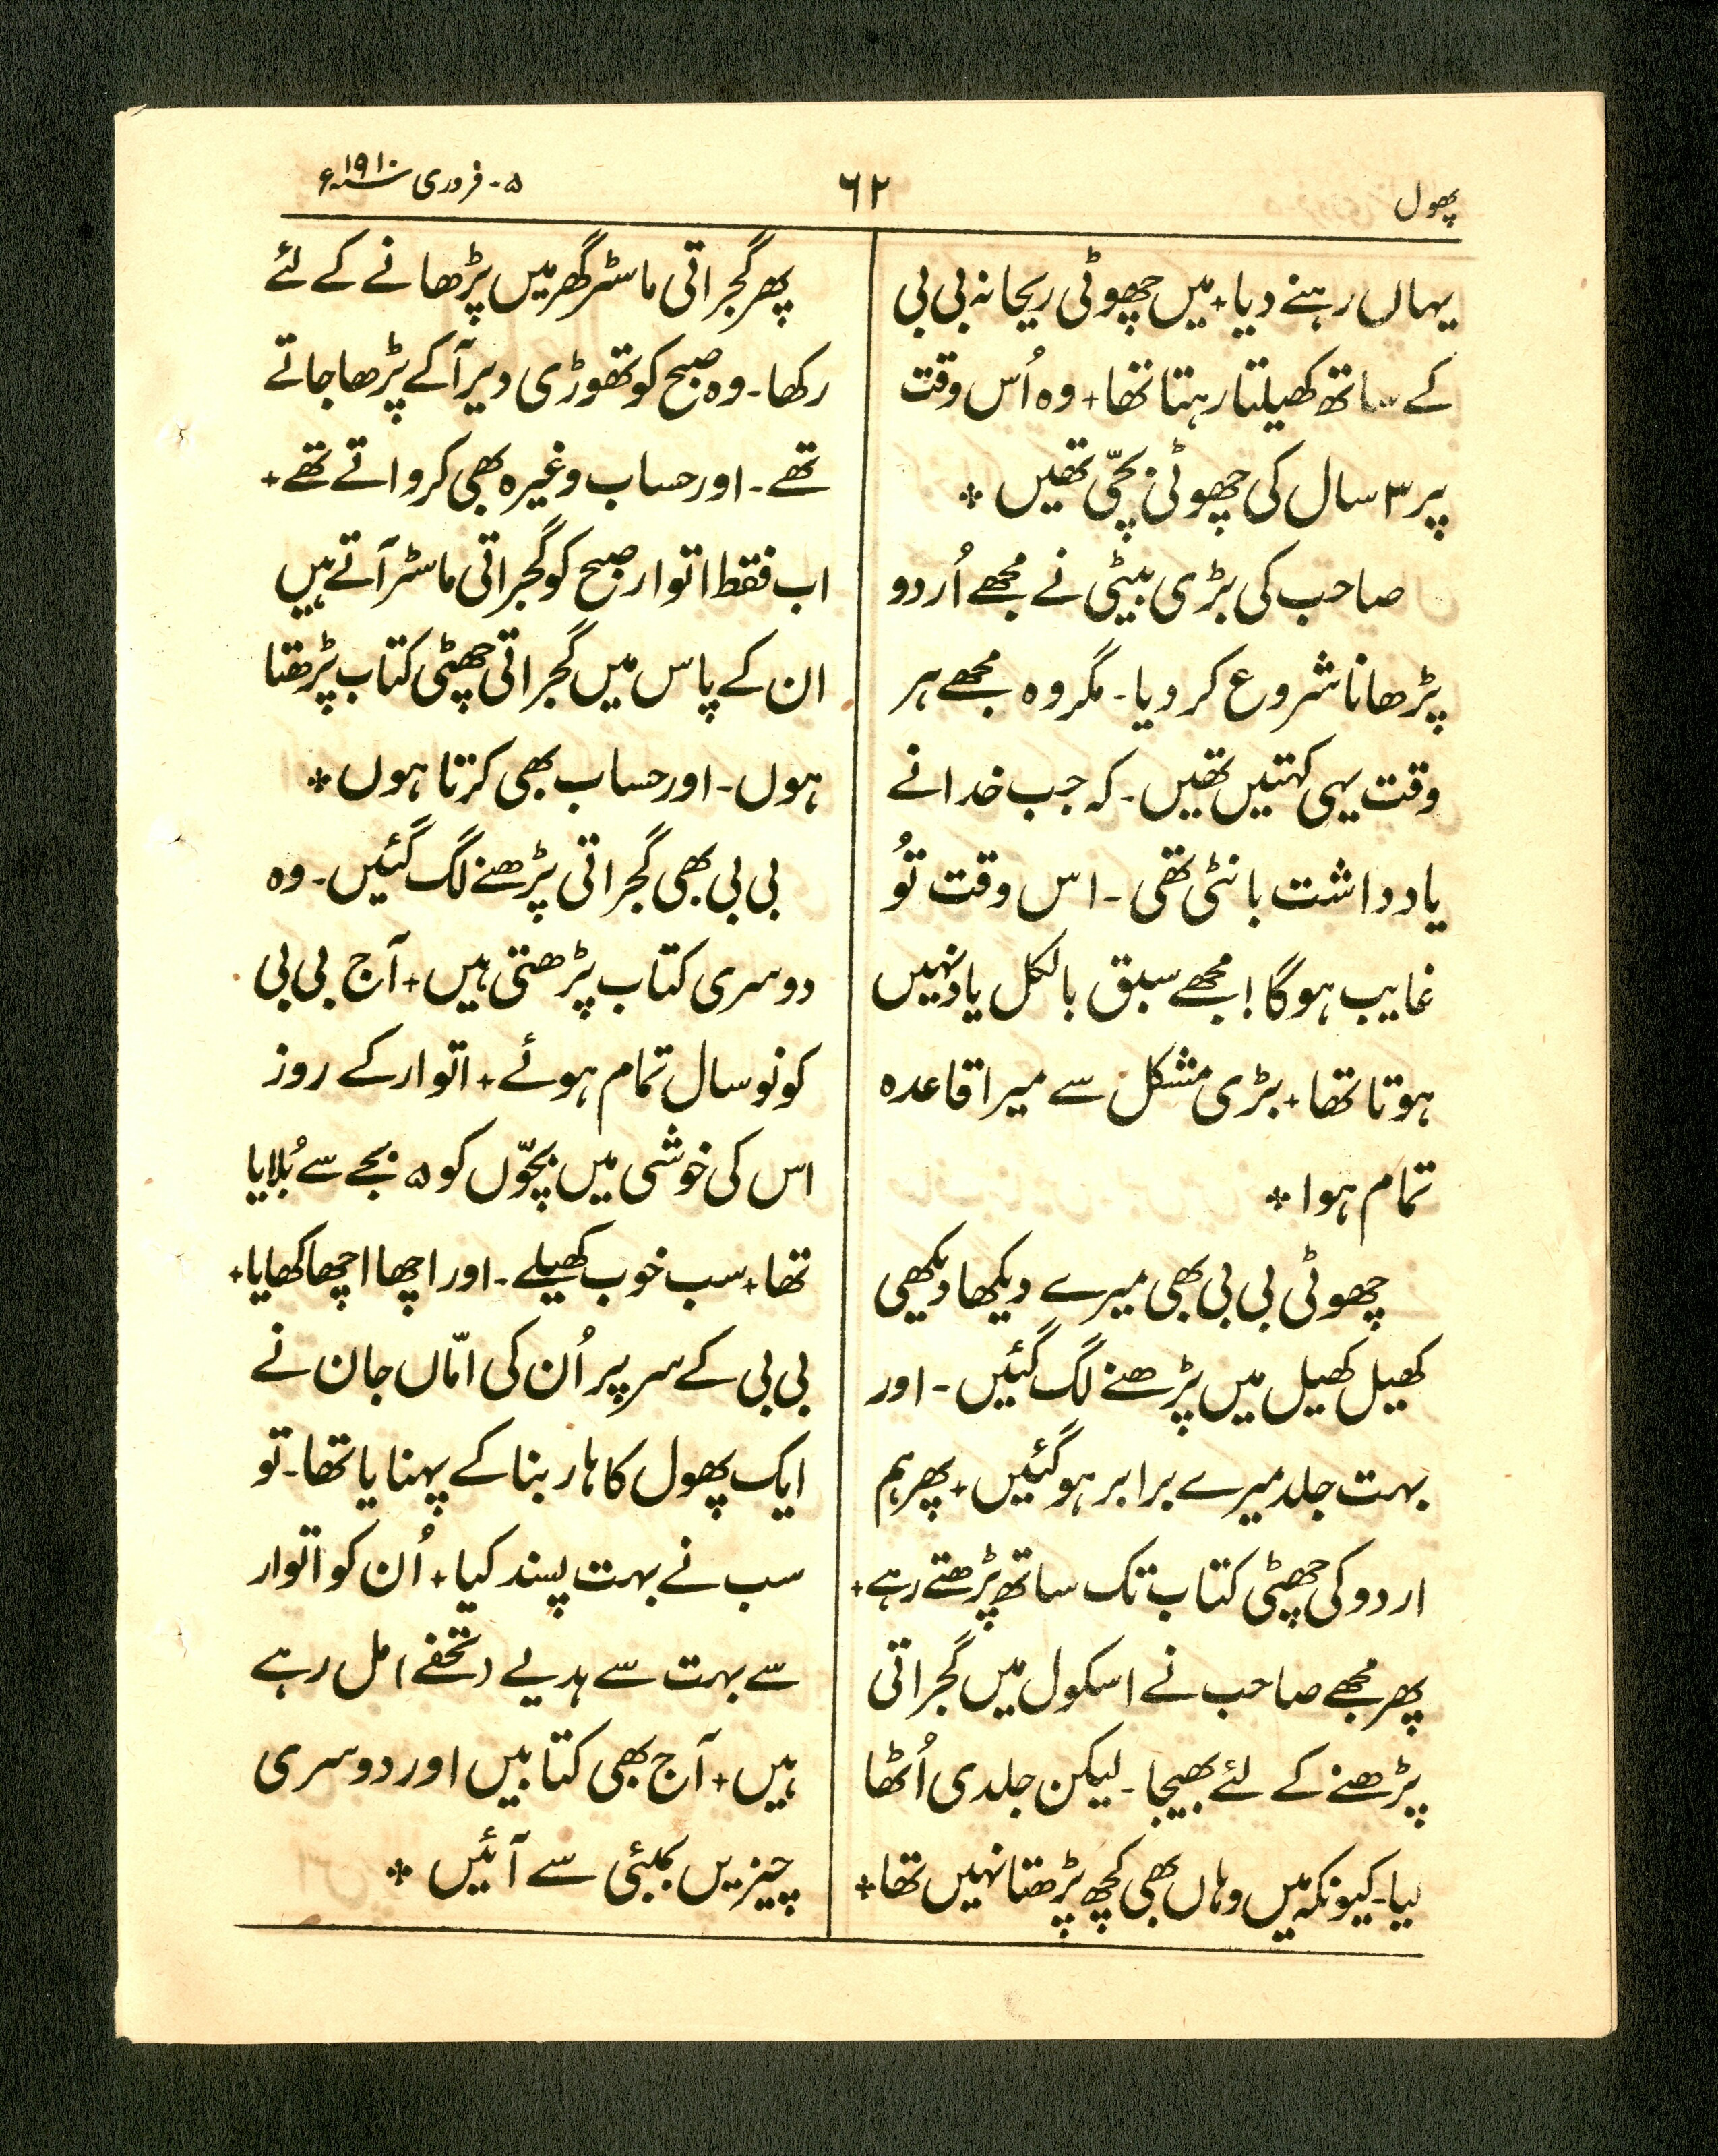 پھول
۶۲
۵- فروری سنہ ۱۹۱۰ء
یہاں رہنے دیا+ میں چھوٹی ریحانہ بی بی
کے ساتھ کھیلتا رہتا تھا+ وہ اُس وقت
پر ۳ سال کی چھوٹی بچّی تھیں ❖
صاحب کی بڑی بیٹی نے مجھے اُردو
پڑھانا شروع کر دیا۔ مگر وہ مجھے ہر
وقت یہی کہتیں تھیں۔ کہ جب خدا نے
یادداشت بانٹی تھی۔ اس وقت تُو
غایب ہوگا! مجھے سبق بالکل یاد نہیں
ہوتا تھا+ بڑی مشکل سے میرا قاعدہ
تمام ہوا ❖
چھوٹی بی بی بھی میرے دیکھا دیکھی
کھیل کھیل میں پڑھنے لگ گئیں۔ اور
بہت جلد میرے برابر ہو گئیں+ پھر ہم
اردو کی چھٹی کتاب تک ساتھ پڑھتے رہے+
پھر مجھے صاحب نے اسکول میں گجراتی
پڑھنے کے لئے بھیجا۔ لیکن جلدی اُٹھا
لیا۔ کیونکہ میں وہاں بھی کچھ پڑھتا نہیں تھا❖
پھر گجراتی ماسٹر گھر میں پڑھانے کے لئے
رکھا۔ وہ صبح کو تھوڑی دیر آ کے پڑھا جاتے
تھے۔ اور حساب وغیرہ بھی کرواتے تھے+
اب فقط اتوار صبح کو گجراتی ماسٹر آتے ہیں
ان کے پاس میں گجراتی چھٹی کتاب پڑھتا
ہوں۔ اور حساب بھی کرتا ہوں ❖
بی بی بھی گجراتی پڑھنے لگ گئیں۔ وہ
دوسری کتاب پڑھتی ہیں+ آج بی بی
کو نو سال تمام ہوئے+ اتوار کے روز
اس کی خوشی میں بچّوں کو ۵ بجے سے بُلایا
تھا+ سب خوب کھیلے۔ اور اچھا اچھا کھایا+
بی بی کے سر پر اُن کی امّاں جان نے
ایک پھول کا ہار بنا کے پہنایا تھا۔ تو
سب نے بہت پسند کیا+ اُن کو اتوار
سے بہت سے ہدیے (تحفے) مل رہے
ہیں+ آج بھی کتابیں اور دوسری
چیزیں بمبئی سے آئیں ❖